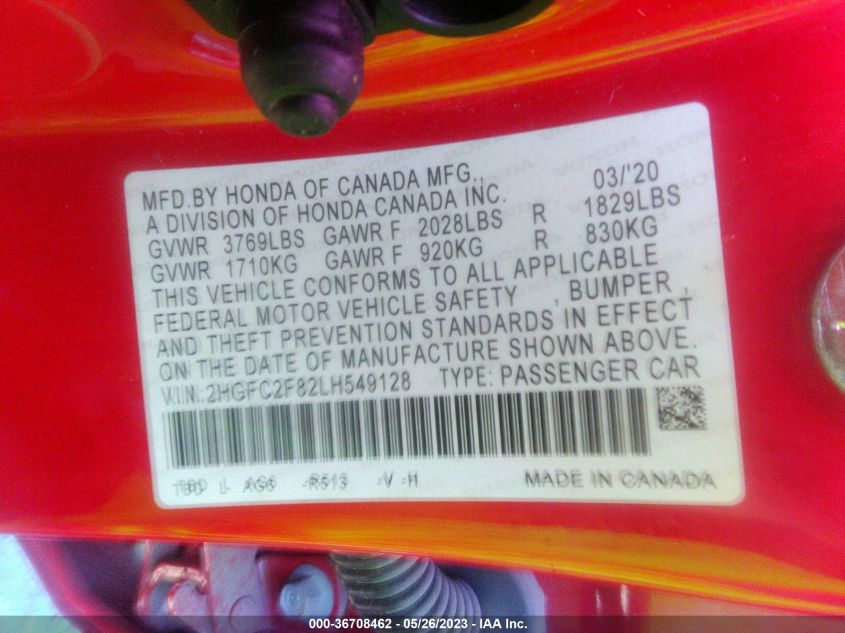 MFD.BY HONDA OF CANADA MFG., 03/'20
A DIVISION OF HONDA CANADA INC.
GVWR 3769LBS GAWR F 2028LBS R 1829LBS
GVWR 1710KG GAWR F 920KG R 830KG
THIS VEHICLE CONFORMS TO ALL APPLICABLE
FEDERAL MOTOR VEHICLE SAFETY , BUMPER ,
AND THEFT PREVENTION STANDARDS IN EFFECT
ON THE DATE OF MANUFACTURE SHOWN ABOVE.
V.I.N:2HGFC2F82LH549128 TYPE: PASSENGER CAR
L R513 -V -H MADE IN CANADA
000-36708462 - 05/26/2023 - IAA Inc.